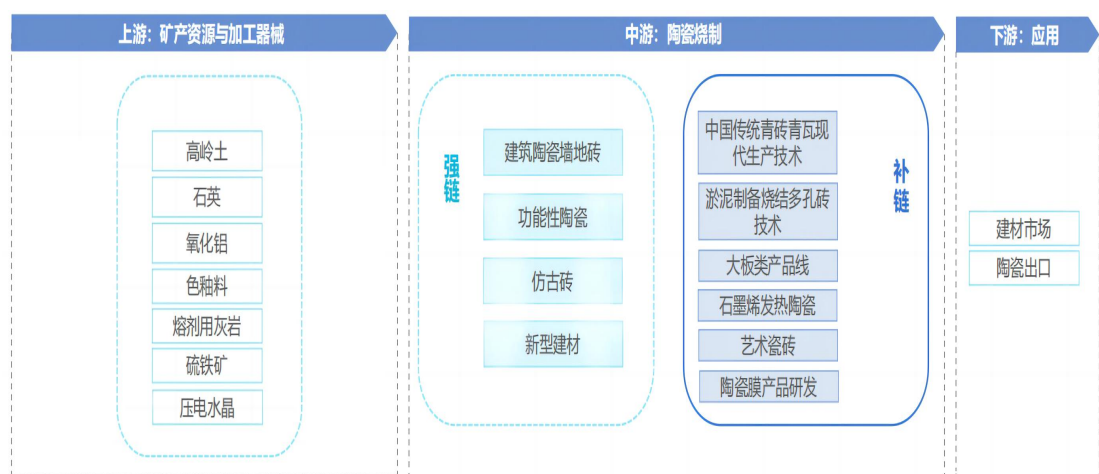 上游：矿产资源与加工器械
中游：陶瓷烧制
下游：应用
高岭土
石英
氧化铝
色釉料
熔剂用灰岩
硫铁矿
压电水晶
强链
建筑陶瓷墙地砖
功能性陶瓷
仿古砖
新型建材
中国传统青砖青瓦现
代生产技术
淤泥制备烧结多孔砖
技术
大板类产品线
石墨烯发热陶瓷
艺术瓷砖
陶瓷膜产品研发
补链
建材市场
陶瓷出口